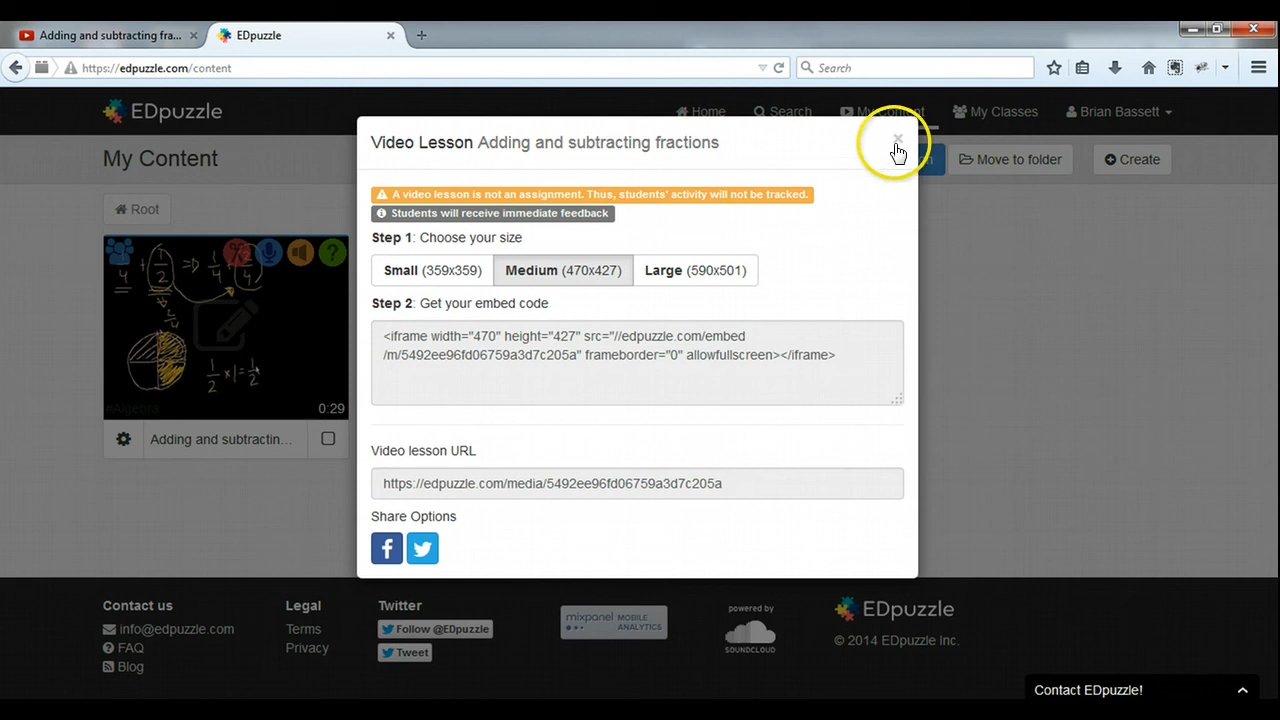 Adding and subtracting fra...
EDpuzzle
https://edpuzzle.com/content
Search
EDpuzzle
Home
Search
My Content
My Classes
Brian Bassett
My Content
Move to folder
Create
Root
Video Lesson Adding and subtracting fractions
A video lesson is not an assignment. Thus, students' activity will not be tracked.
Students will receive immediate feedback
Step 1: Choose your size
Small (359x359)
Medium (470x427)
Large (590x501)
Step 2: Get your embed code
<iframe width="470" height="427" src="//edpuzzle.com/embed
/m/5492ee96fd06759a3d7c205a" frameborder="0" allowfullscreen></iframe>
#Algebra
0:29
Adding and subtractin...
Video lesson URL
https://edpuzzle.com/media/5492ee96fd06759a3d7c205a
Share Options
Contact us
info@edpuzzle.com
FAQ
Blog
Legal
Terms
Privacy
Twitter
Follow @EDpuzzle
Tweet
mixpanel MOBILE
ANALYTICS
powered by
SOUNDCLOUD
EDpuzzle
© 2014 EDpuzzle Inc.
Contact EDpuzzle!